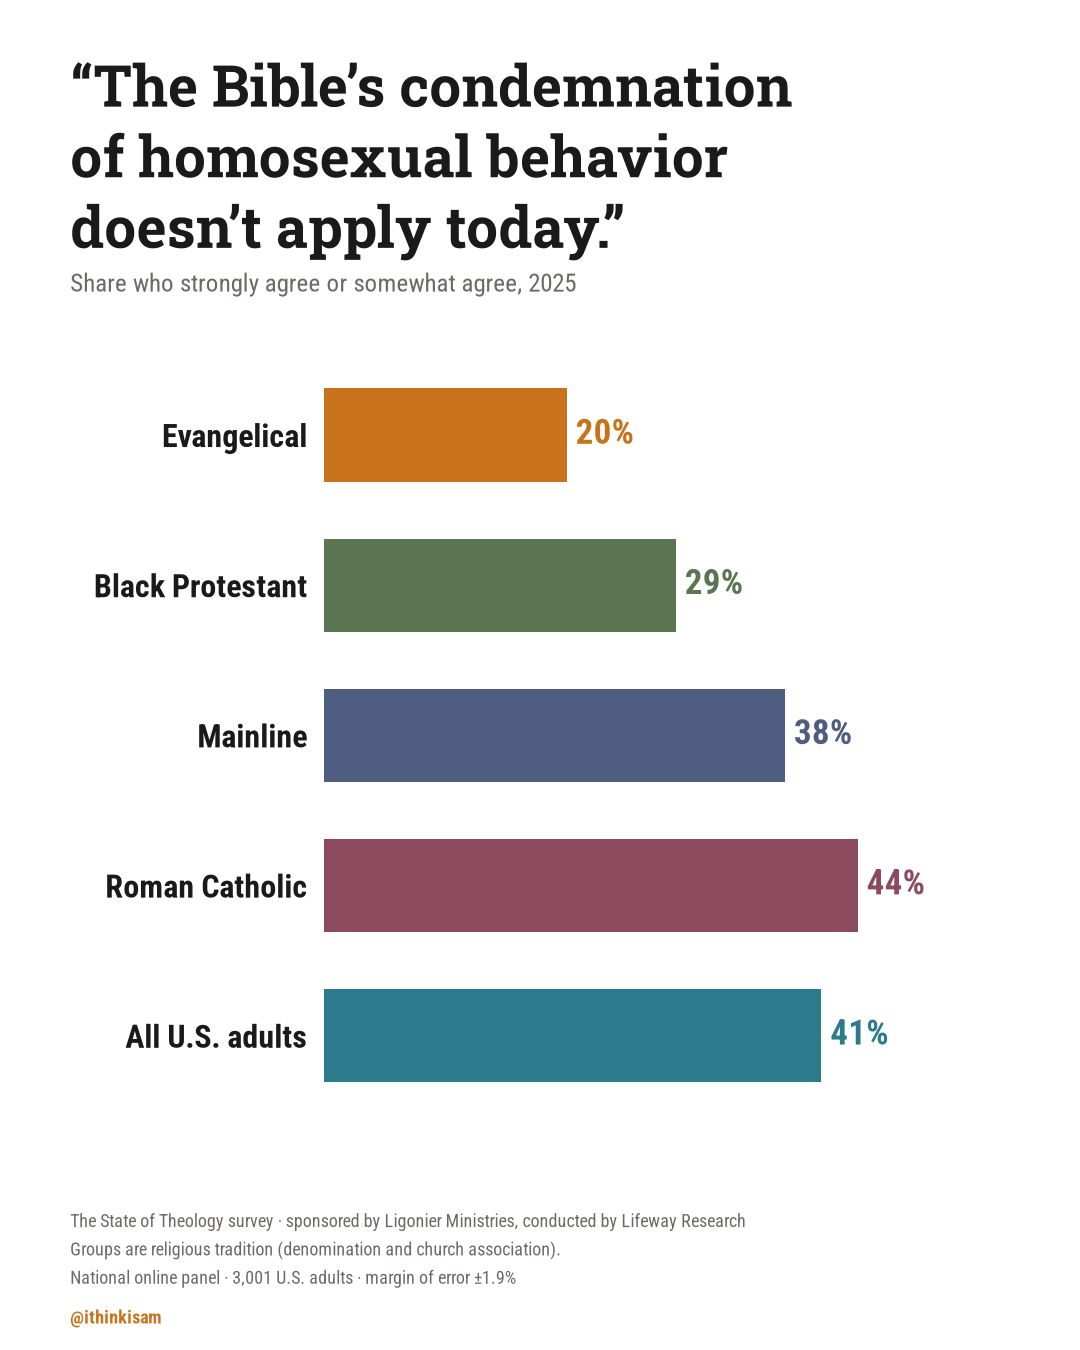 “The Bible’s condemnation
of homosexual behavior
doesn’t apply today.”
Share who strongly agree or somewhat agree, 2025
Evangelical 20%
Black Protestant 29%
Mainline 38%
Roman Catholic 44%
All U.S. adults 41%
The State of Theology survey · sponsored by Ligonier Ministries, conducted by Lifeway Research
Groups are religious tradition (denomination and church association).
National online panel · 3,001 U.S. adults · margin of error ±1.9%
@ithinkisam